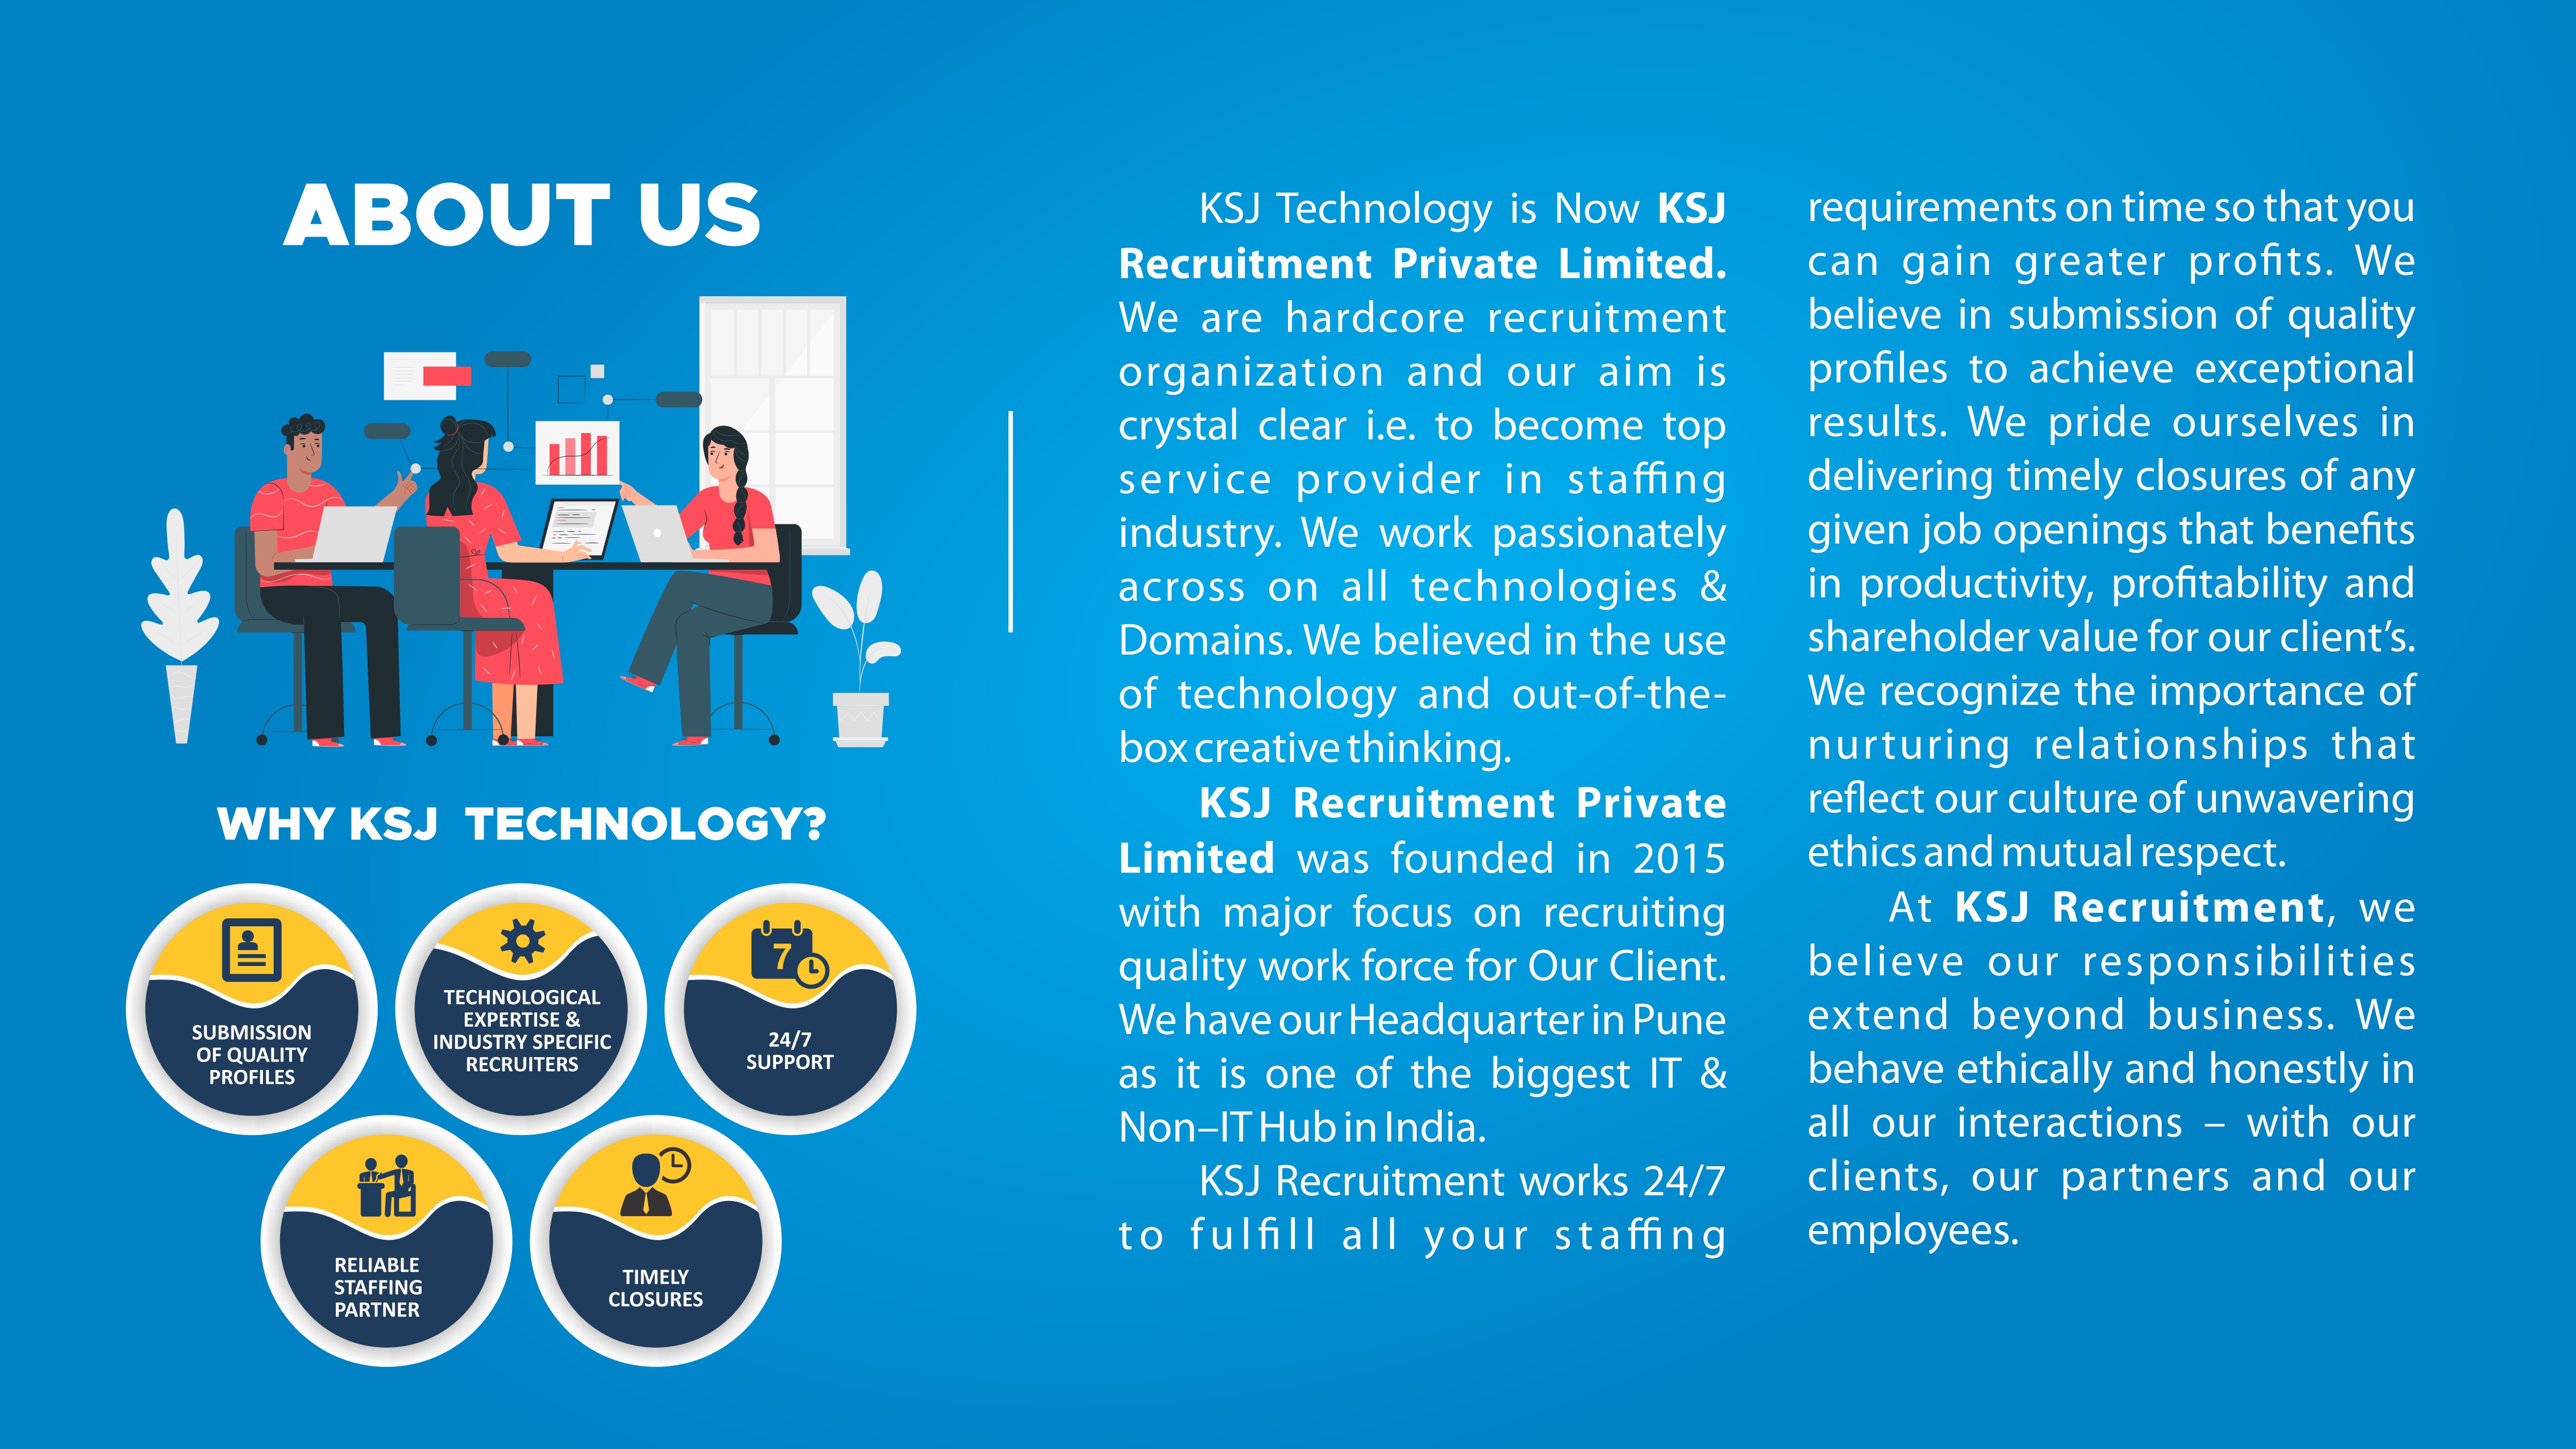 ABOUT US
WHY KSJ TECHNOLOGY?
SUBMISSION
OF QUALITY
PROFILES
TECHNOLOGICAL
EXPERTISE &
INDUSTRY SPECIFIC
RECRUITERS
7
24/7
SUPPORT
RELIABLE
STAFFING
PARTNER
TIMELY
CLOSURES
KSJ Technology is Now KSJ
Recruitment Private Limited.
We are hardcore recruitment
organization and our aim is
crystal clear i.e. to become top
service provider in staffing
industry. We work passionately
across on all technologies &
Domains. We believed in the use
of technology and out-of-the-
box creative thinking.
KSJ Recruitment Private
Limited was founded in 2015
with major focus on recruiting
quality work force for Our Client.
We have our Headquarter in Pune
as it is one of the biggest IT &
Non–IT Hub in India.
KSJ Recruitment works 24/7
to fulfill all your staffing
requirements on time so that you
can gain greater profits. We
believe in submission of quality
profiles to achieve exceptional
results. We pride ourselves in
delivering timely closures of any
given job openings that benefits
in productivity, profitability and
shareholder value for our client’s.
We recognize the importance of
nurturing relationships that
reflect our culture of unwavering
ethics and mutual respect.
At KSJ Recruitment, we
believe our responsibilities
extend beyond business. We
behave ethically and honestly in
all our interactions – with our
clients, our partners and our
employees.